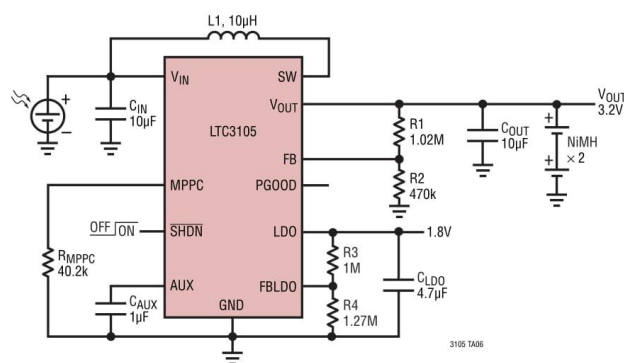 L1, 10µH
VIN
SW
LTC3105
VOUT
FB
MPPC
PGOOD
SHDN
LDO
AUX
FBLDO
GND
+
−
CIN
10µF
OFF ON
RMPPC
40.2k
CAUX
1µF
R1
1.02M
R2
470k
COUT
10µF
+
+
NiMH
× 2
VOUT
3.2V
1.8V
R3
1M
R4
1.27M
CLDO
4.7µF
3105 TA06